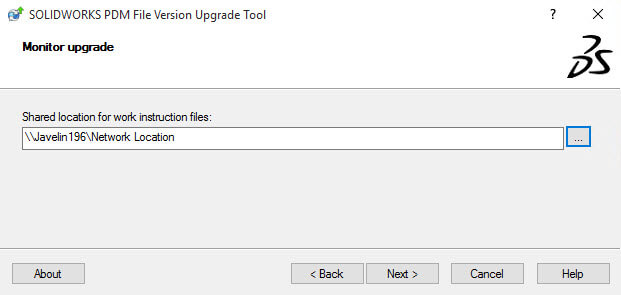 SOLIDWORKS PDM File Version Upgrade Tool ? ×
Monitor upgrade
3DS
Shared location for work instruction files:
\\Javelin196\Network Location ...
About < Back Next > Cancel Help